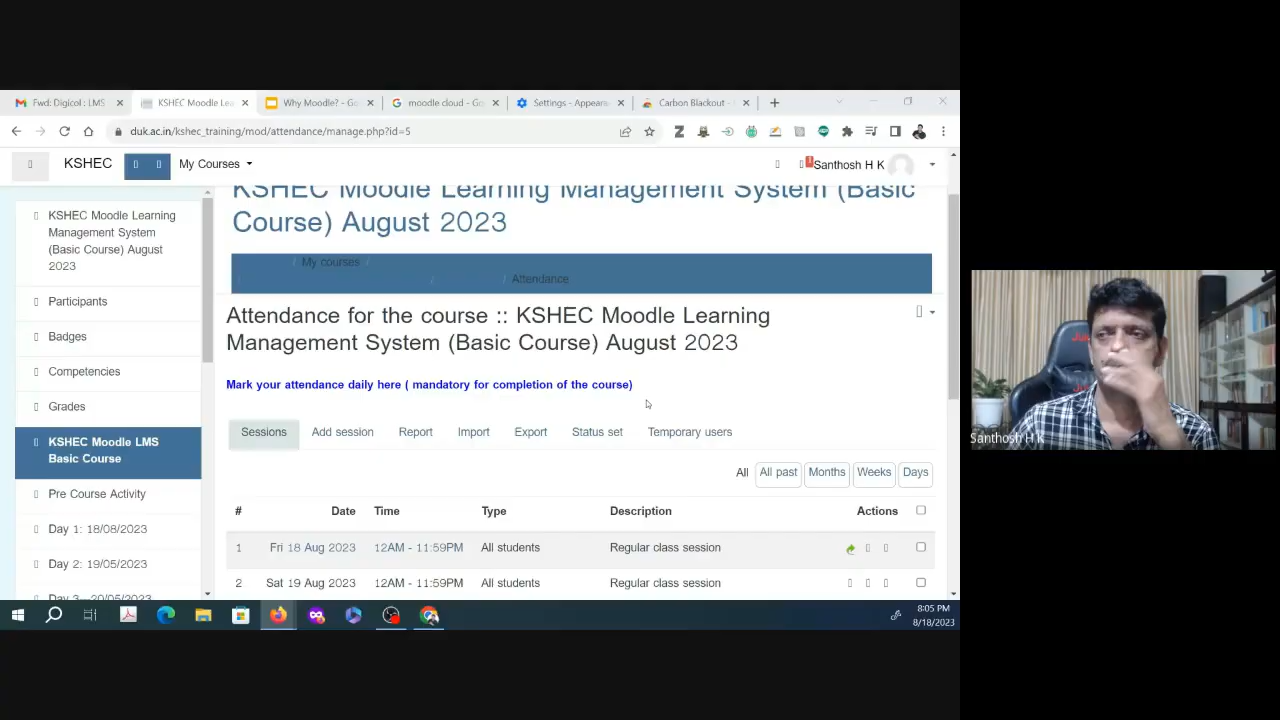 Fwd: Digicol : LMS
KSHEC Moodle Lea
Why Moodle? - Go
moodle cloud - Go
Settings - Appeara
Carbon Blackout -
duk.ac.in/kshec_training/mod/attendance/manage.php?id=5
KSHEC
My Courses
Santhosh H K
KSHEC Moodle Learning
Management System
(Basic Course) August
2023
Participants
Badges
Competencies
Grades
KSHEC Moodle LMS
Basic Course
Pre Course Activity
Day 1: 18/08/2023
Day 2: 19/05/2023
Day 3--20/05/2023
KSHEC Moodle Learning Management System (Basic
Course) August 2023
/ My courses /
/ / / Attendance
Attendance for the course :: KSHEC Moodle Learning
Management System (Basic Course) August 2023
Mark your attendance daily here ( mandatory for completion of the course)
Sessions Add session Report Import Export Status set Temporary users
All All past Months Weeks Days
# Date Time Type Description Actions
1 Fri 18 Aug 2023 12AM - 11:59PM All students Regular class session
2 Sat 19 Aug 2023 12AM - 11:59PM All students Regular class session
8:05 PM
8/18/2023
Santhosh H K